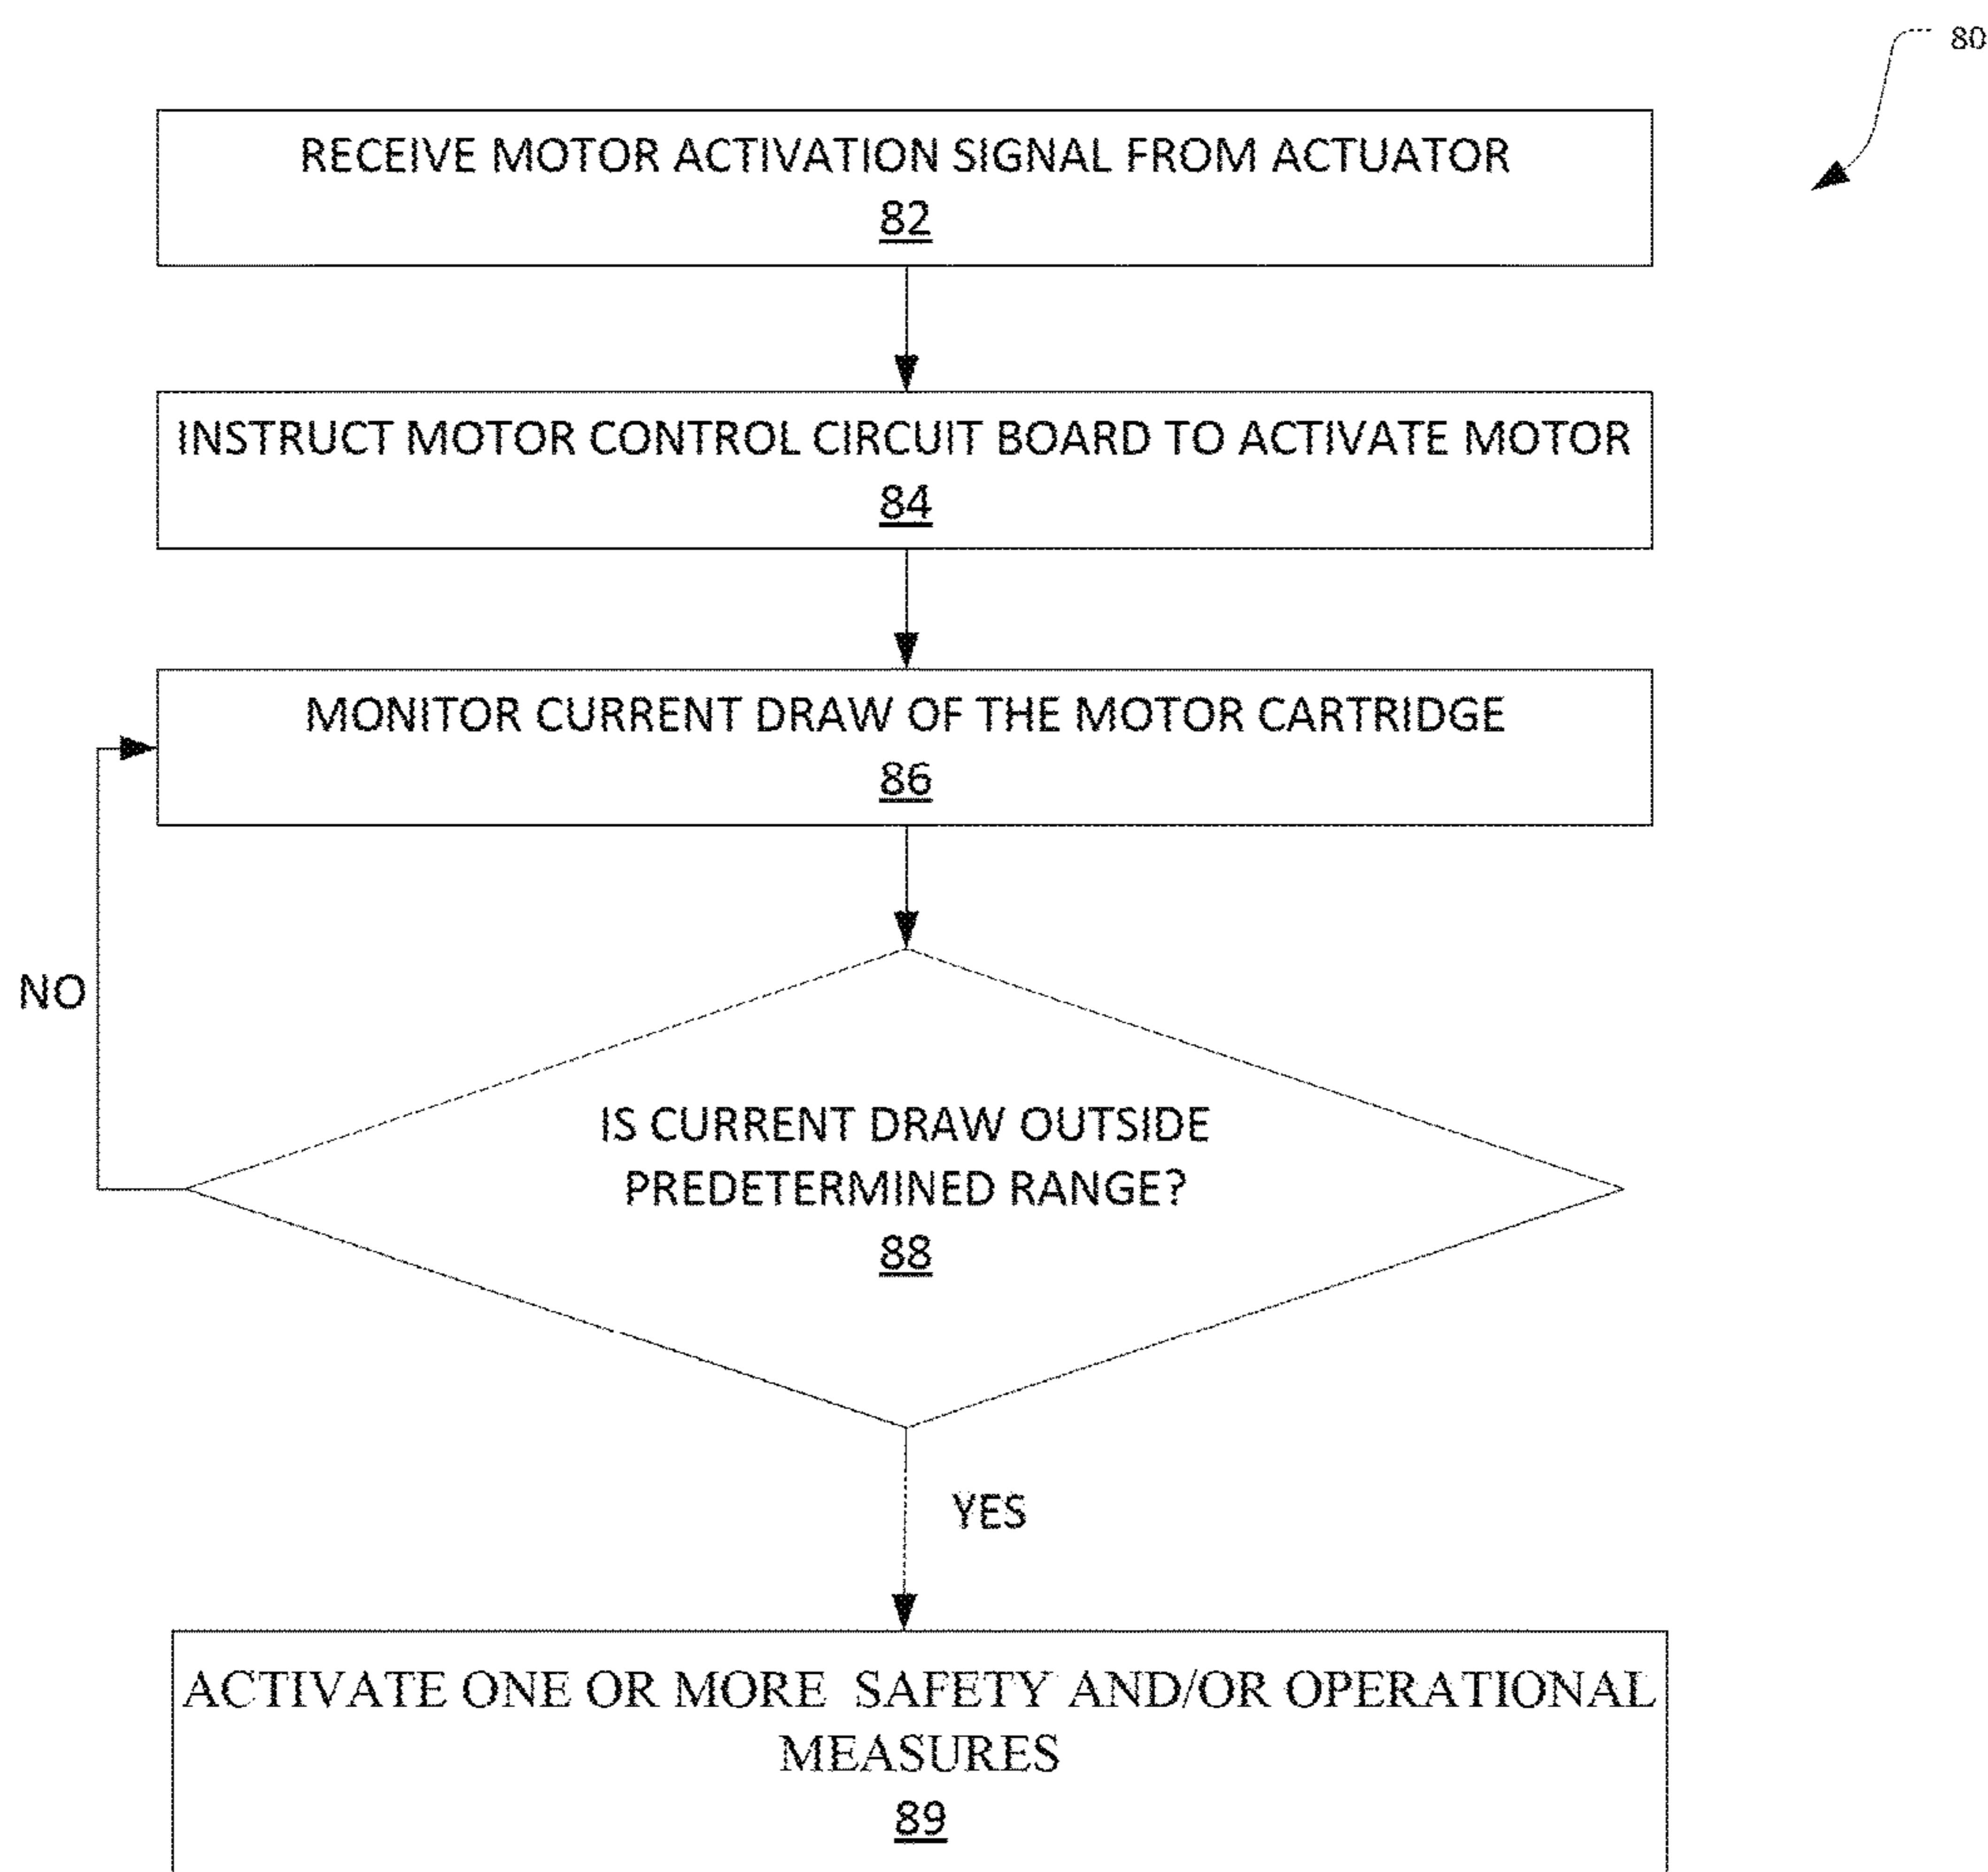 80
RECEIVE MOTOR ACTIVATION SIGNAL FROM ACTUATOR
82
INSTRUCT MOTOR CONTROL CIRCUIT BOARD TO ACTIVATE MOTOR
84
MONITOR CURRENT DRAW OF THE MOTOR CARTRIDGE
86
NO
IS CURRENT DRAW OUTSIDE
PREDETERMINED RANGE?
88
YES
ACTIVATE ONE OR MORE SAFETY AND/OR OPERATIONAL
MEASURES
89